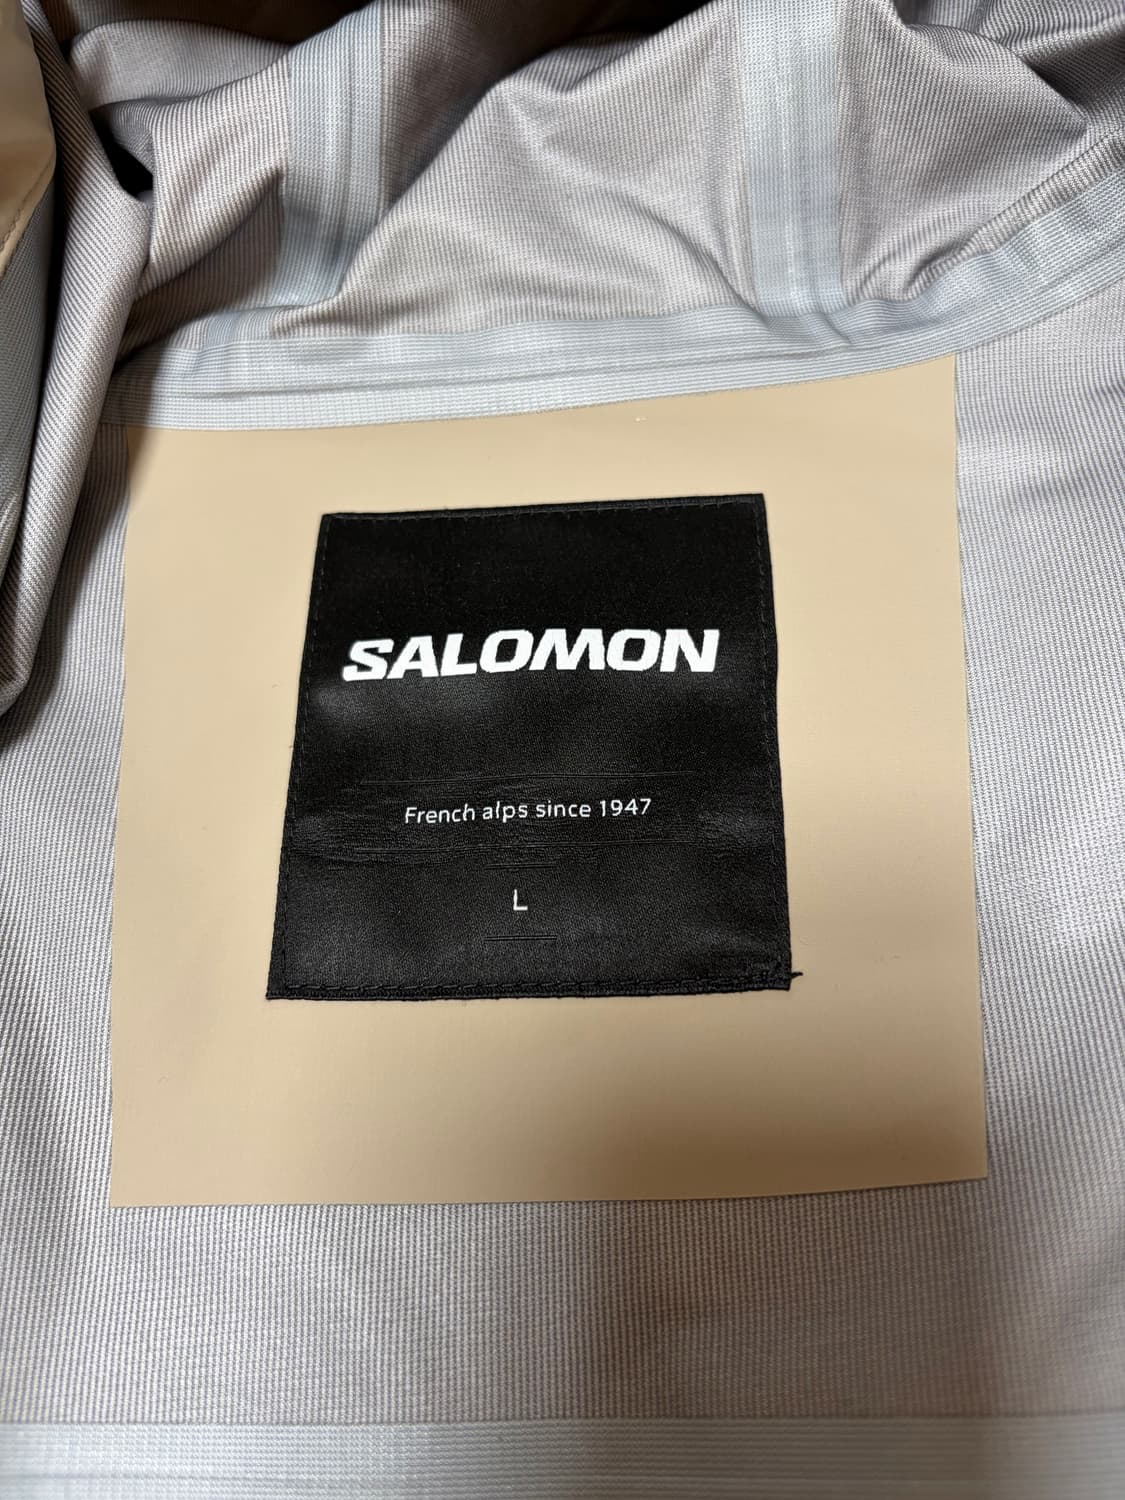 SALOMON
French alps since 1947
L